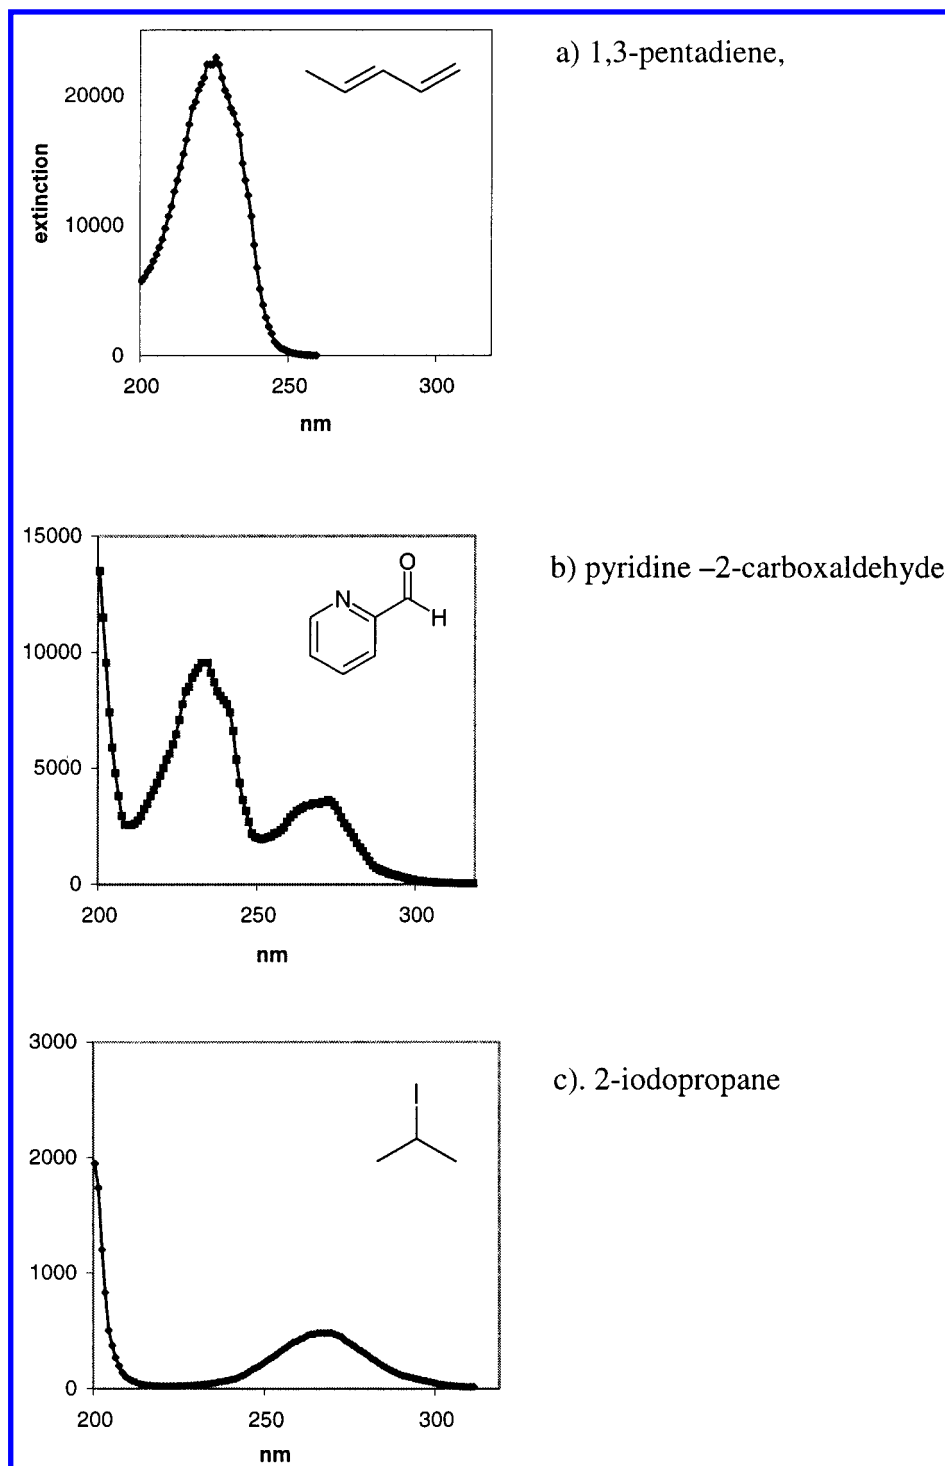 a) 1,3-pentadiene,
20000
10000
0
extinction
200 250 300
nm
b) pyridine –2-carboxaldehyde
15000
10000
5000
0
O
N
H
200 250 300
nm
c). 2-iodopropane
3000
2000
1000
0
I
200 250 300
nm